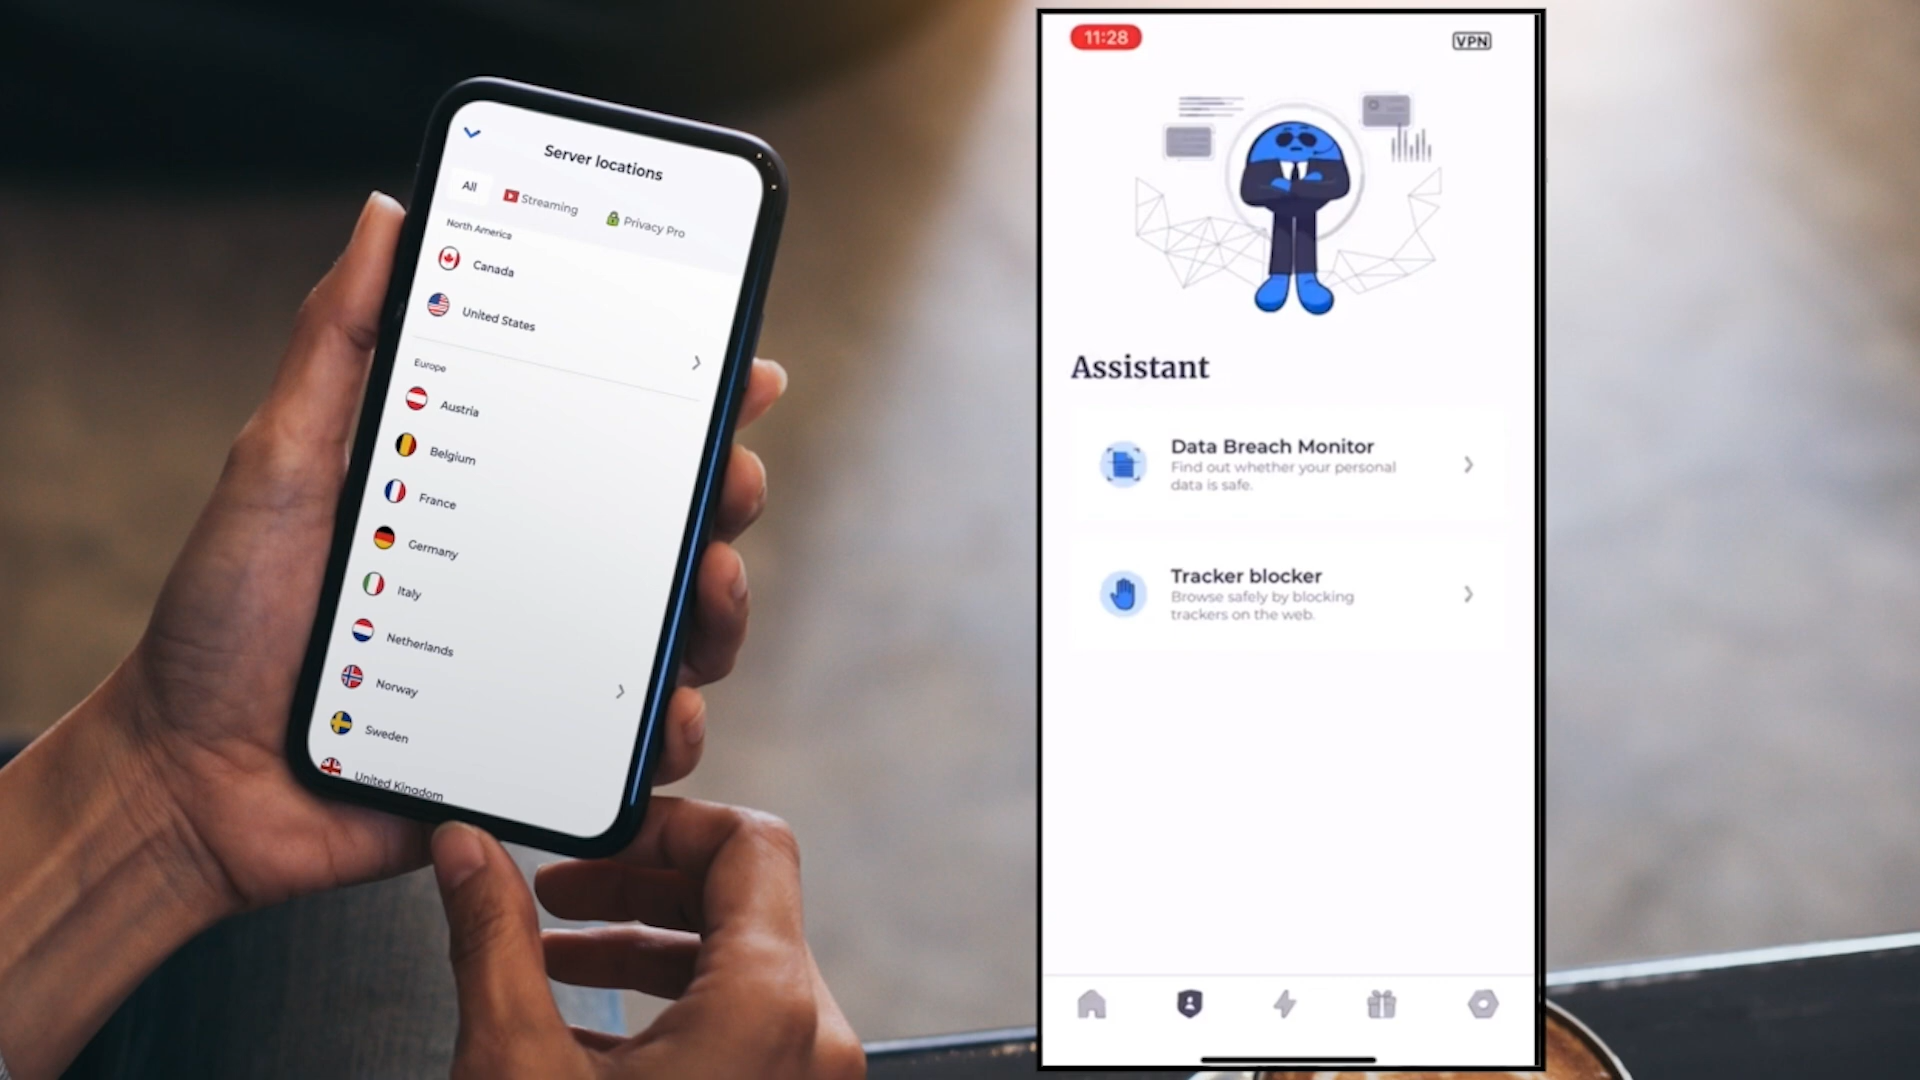 Server locations
All
Streaming
Privacy Pro
North America
Canada
United States
Europe
Austria
Belgium
France
Germany
Italy
Netherlands
Norway
Sweden
United Kingdom
11:28
VPN
Assistant
Data Breach Monitor
Find out whether your personal
data is safe.
Tracker blocker
Browse safely by blocking
trackers on the web.